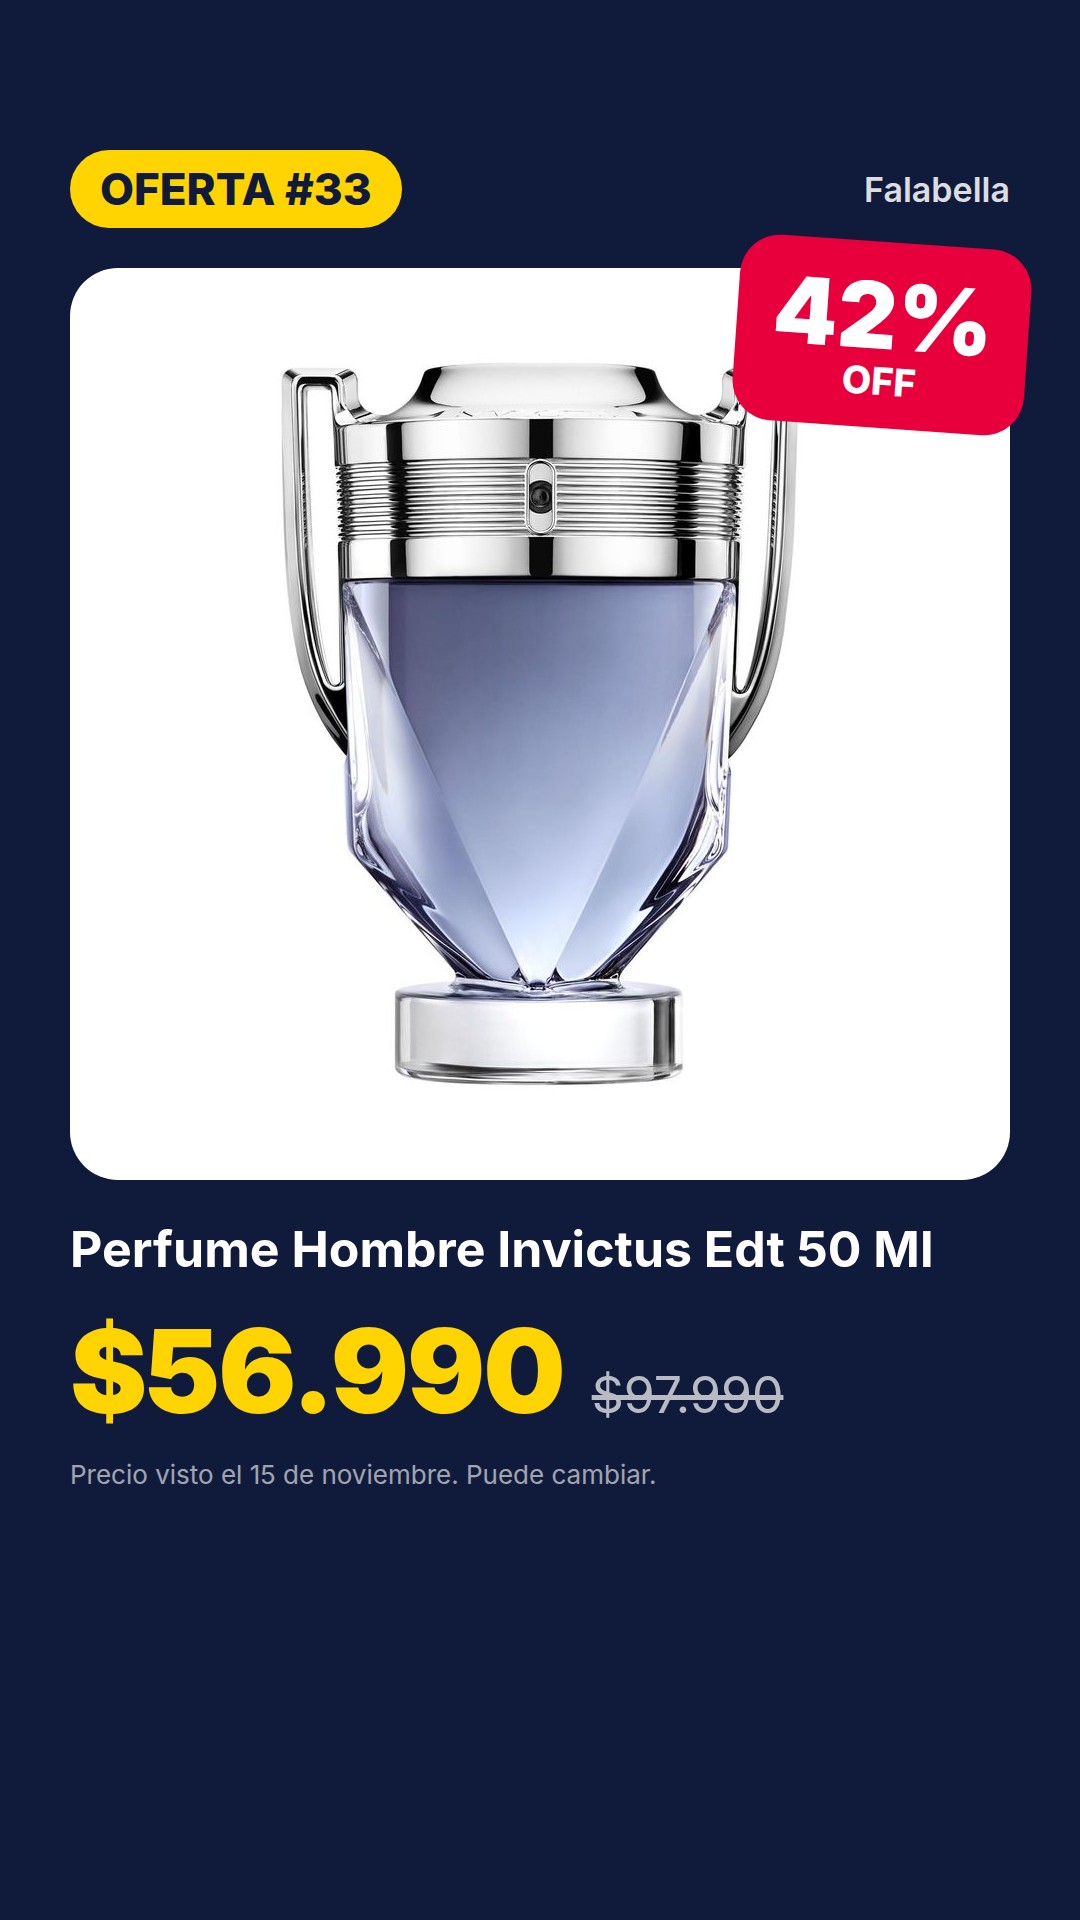 OFERTA #33
Falabella
42%
OFF
Perfume Hombre Invictus Edt 50 Ml
$56.990 $97.990
Precio visto el 15 de noviembre. Puede cambiar.